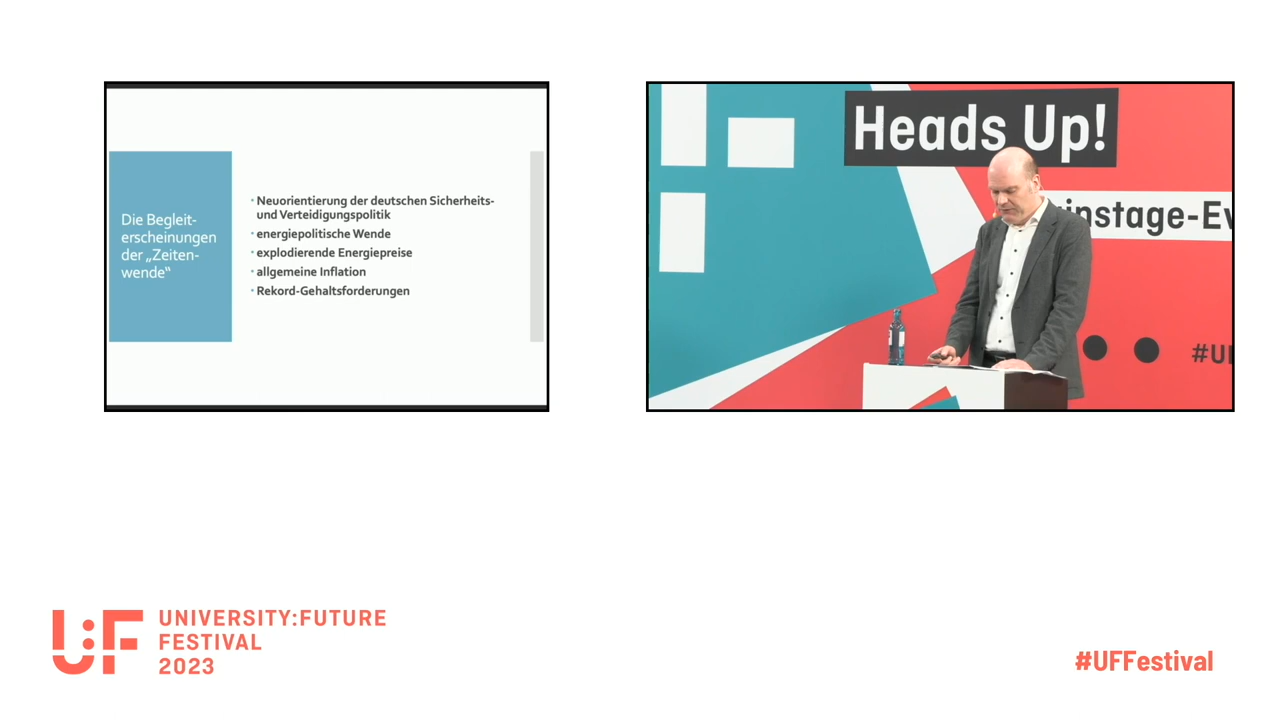 Die Begleit-
erscheinungen
der „Zeiten-
wende“
• Neuorientierung der deutschen Sicherheits-
und Verteidigungspolitik
• energiepolitische Wende
• explodierende Energiepreise
• allgemeine Inflation
• Rekord-Gehaltsforderungen
Heads Up!
instage-Ev
#UF
U:F
UNIVERSITY:FUTURE
FESTIVAL
2023
#UFFestival